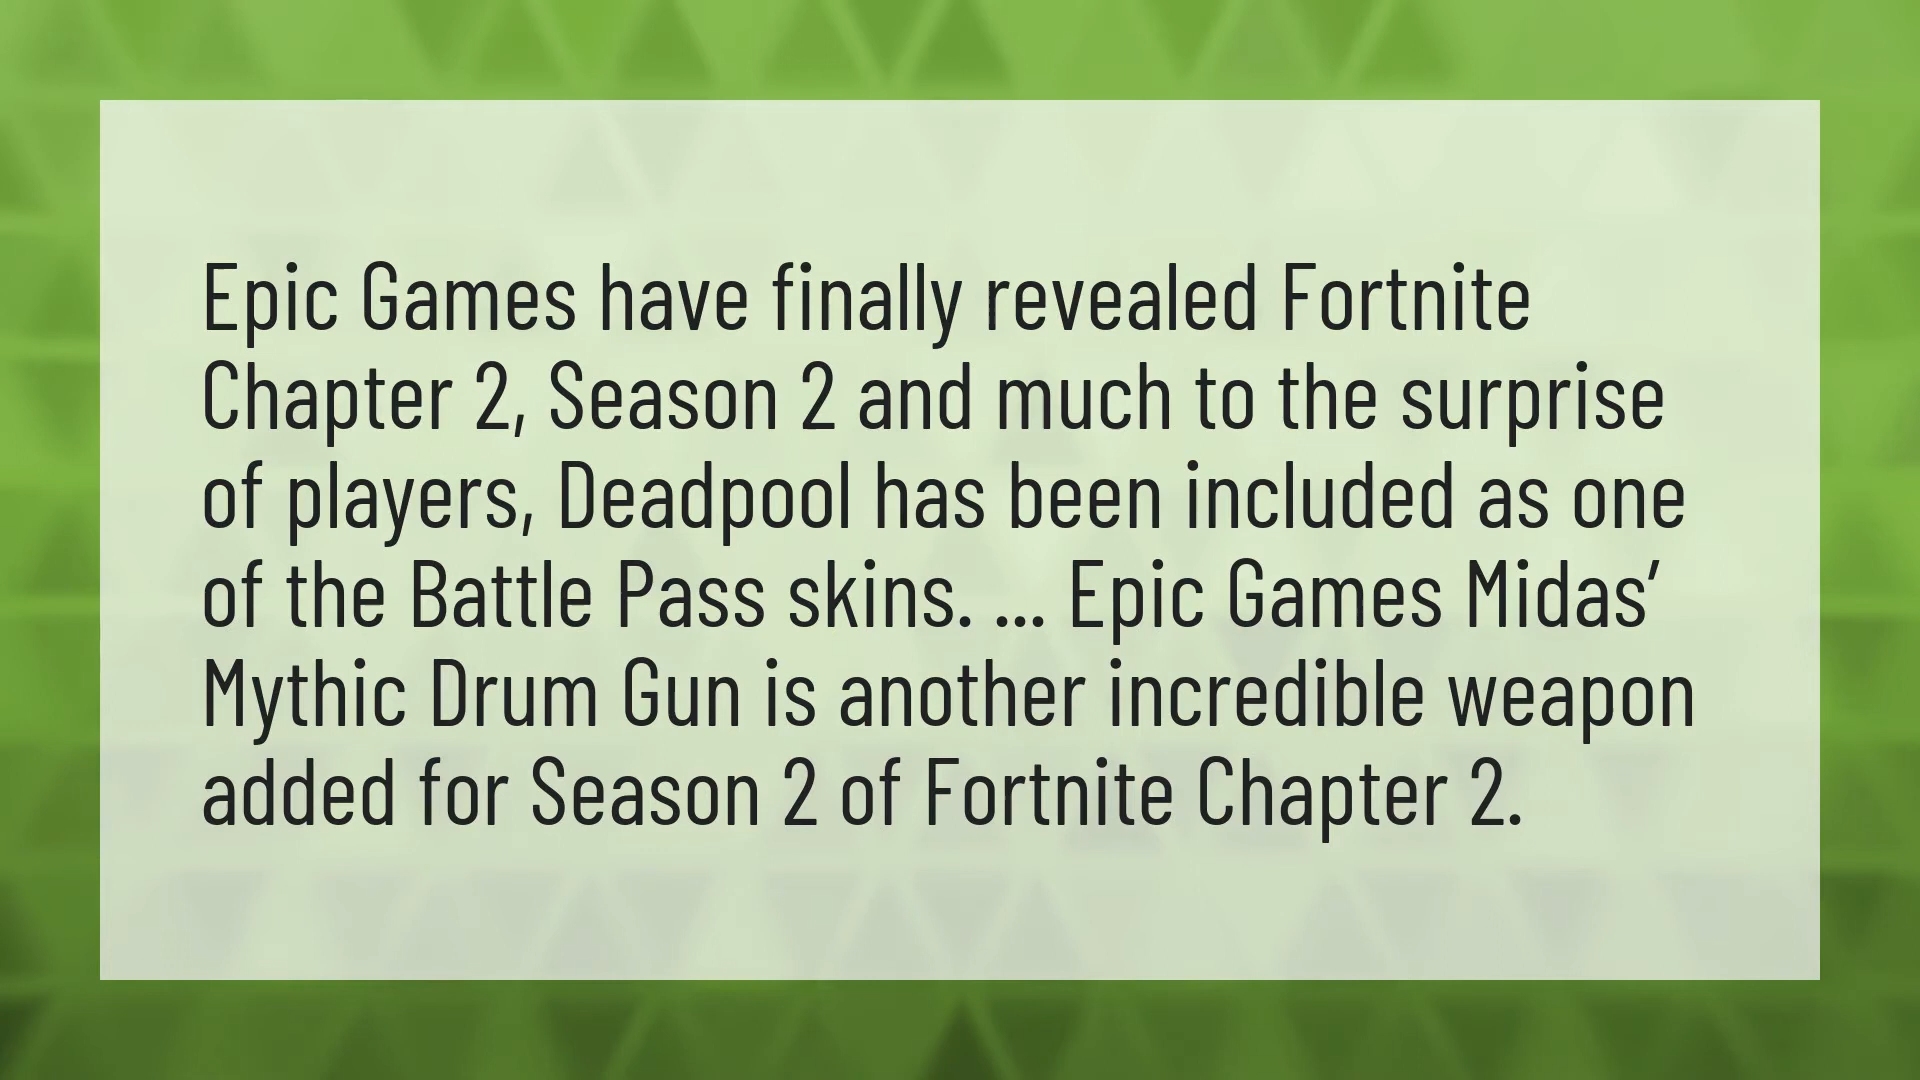 Epic Games have finally revealed Fortnite
Chapter 2, Season 2 and much to the surprise
of players, Deadpool has been included as one
of the Battle Pass skins. ... Epic Games Midas’
Mythic Drum Gun is another incredible weapon
added for Season 2 of Fortnite Chapter 2.